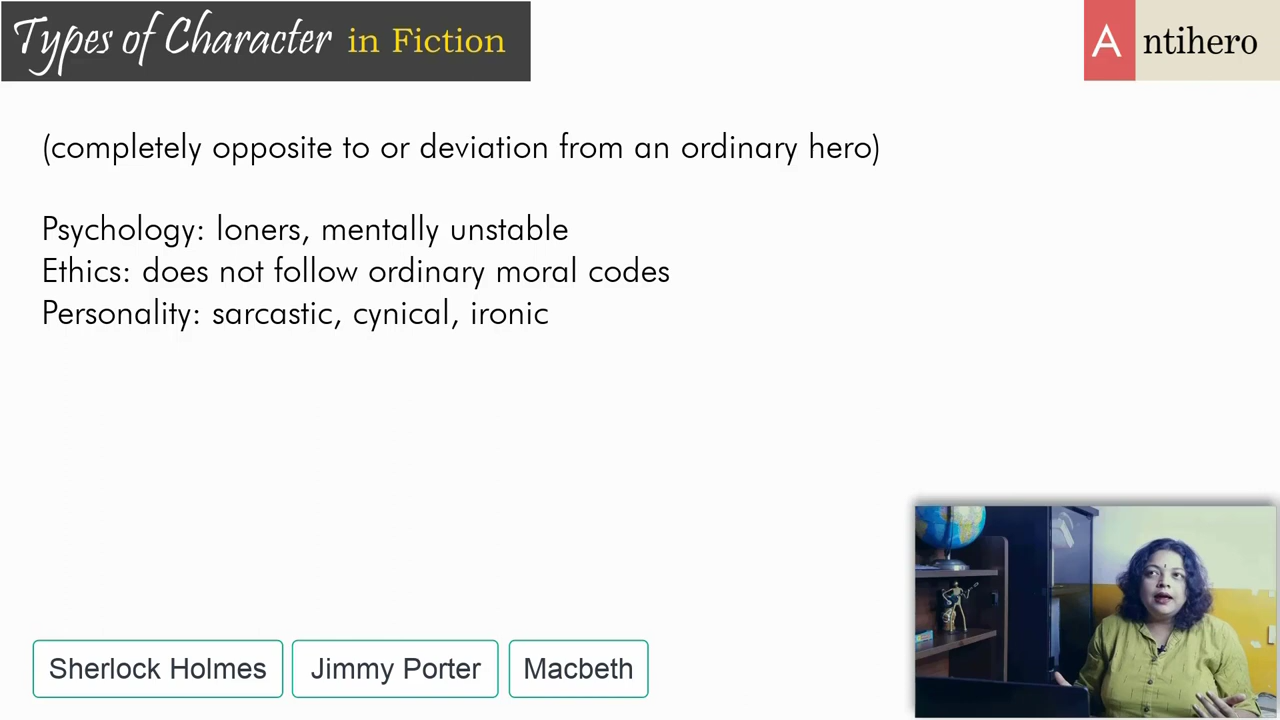 Types of Character in Fiction
Antihero
(completely opposite to or deviation from an ordinary hero)
Psychology: loners, mentally unstable
Ethics: does not follow ordinary moral codes
Personality: sarcastic, cynical, ironic
Sherlock Holmes
Jimmy Porter
Macbeth